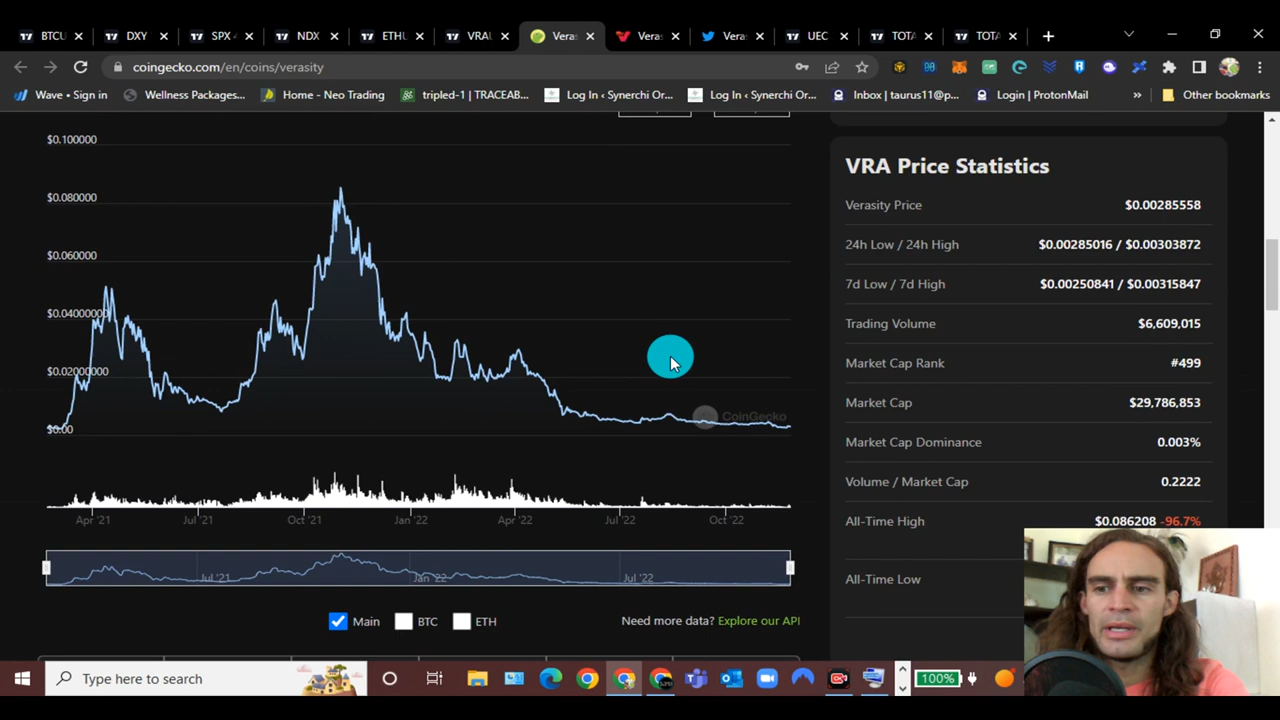 BTCU
DXY
SPX 4
NDX
ETHU
VRAU
Veras
Veras
Veras
UEC
TOTA
TOTA
coingecko.com/en/coins/verasity
Wave • Sign in
Wellness Packages...
Home - Neo Trading
tripled-1 | TRACEAB...
Log In ‹ Synerchi Or...
Log In ‹ Synerchi Or...
Inbox | taurus11@p...
Login | ProtonMail
»
Other bookmarks
$0.100000
$0.080000
$0.060000
$0.04000000
$0.02000000
$0.00
CoinGecko
Apr '21
Jul '21
Oct '21
Jan '22
Apr '22
Jul '22
Oct '22
Jul '21
Jan '22
Jul '22
Main
BTC
ETH
Need more data? Explore our API
VRA Price Statistics
Verasity Price $0.00285558
24h Low / 24h High $0.00285016 / $0.00303872
7d Low / 7d High $0.00250841 / $0.00315847
Trading Volume $6,609,015
Market Cap Rank #499
Market Cap $29,786,853
Market Cap Dominance 0.003%
Volume / Market Cap 0.2222
All-Time High $0.086208 -96.7%
All-Time Low
Type here to search
100%